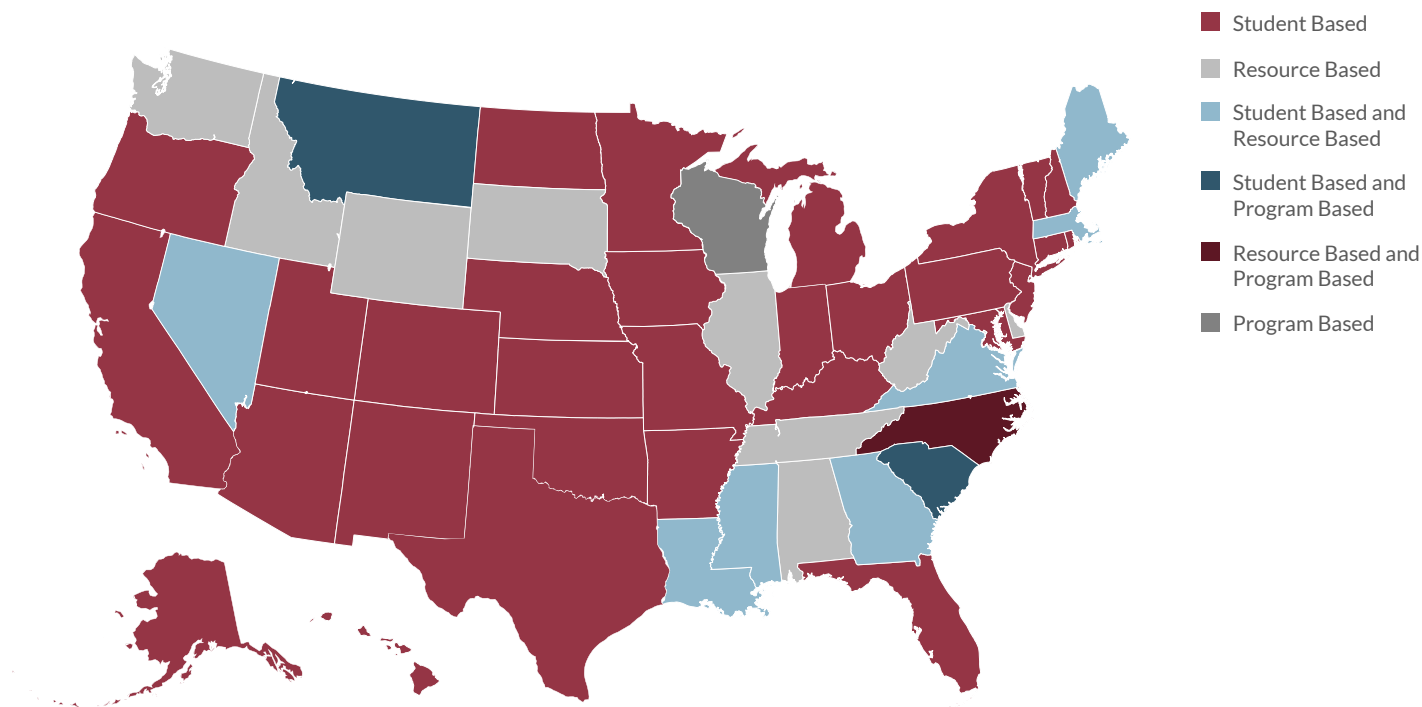 Student Based
Resource Based
Student Based and
Resource Based
Student Based and
Program Based
Resource Based and
Program Based
Program Based